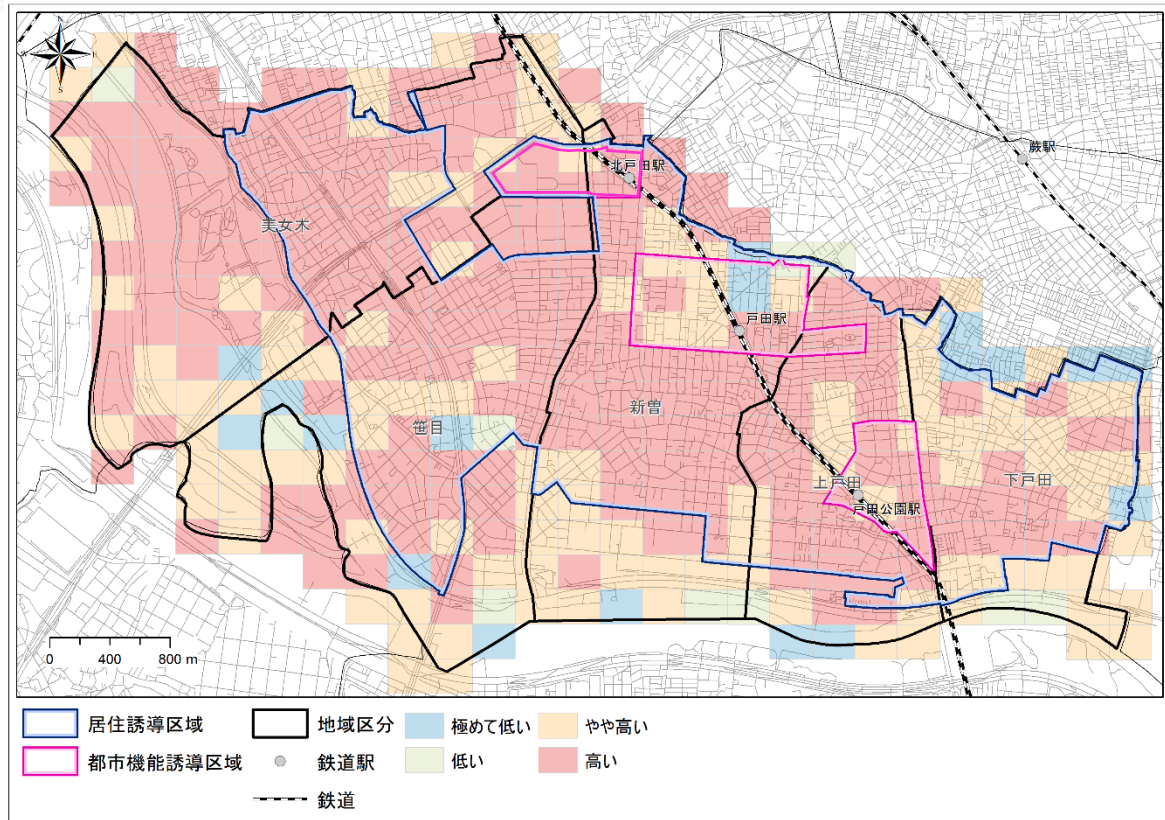 N
W
E
S
蕨駅
北戸田駅
美女木
戸田駅
新曽
笹目
上戸田
下戸田
戸田公園駅
0 400 800 m
居住誘導区域
地域区分
極めて低い
やや高い
都市機能誘導区域
鉄道駅
低い
高い
鉄道